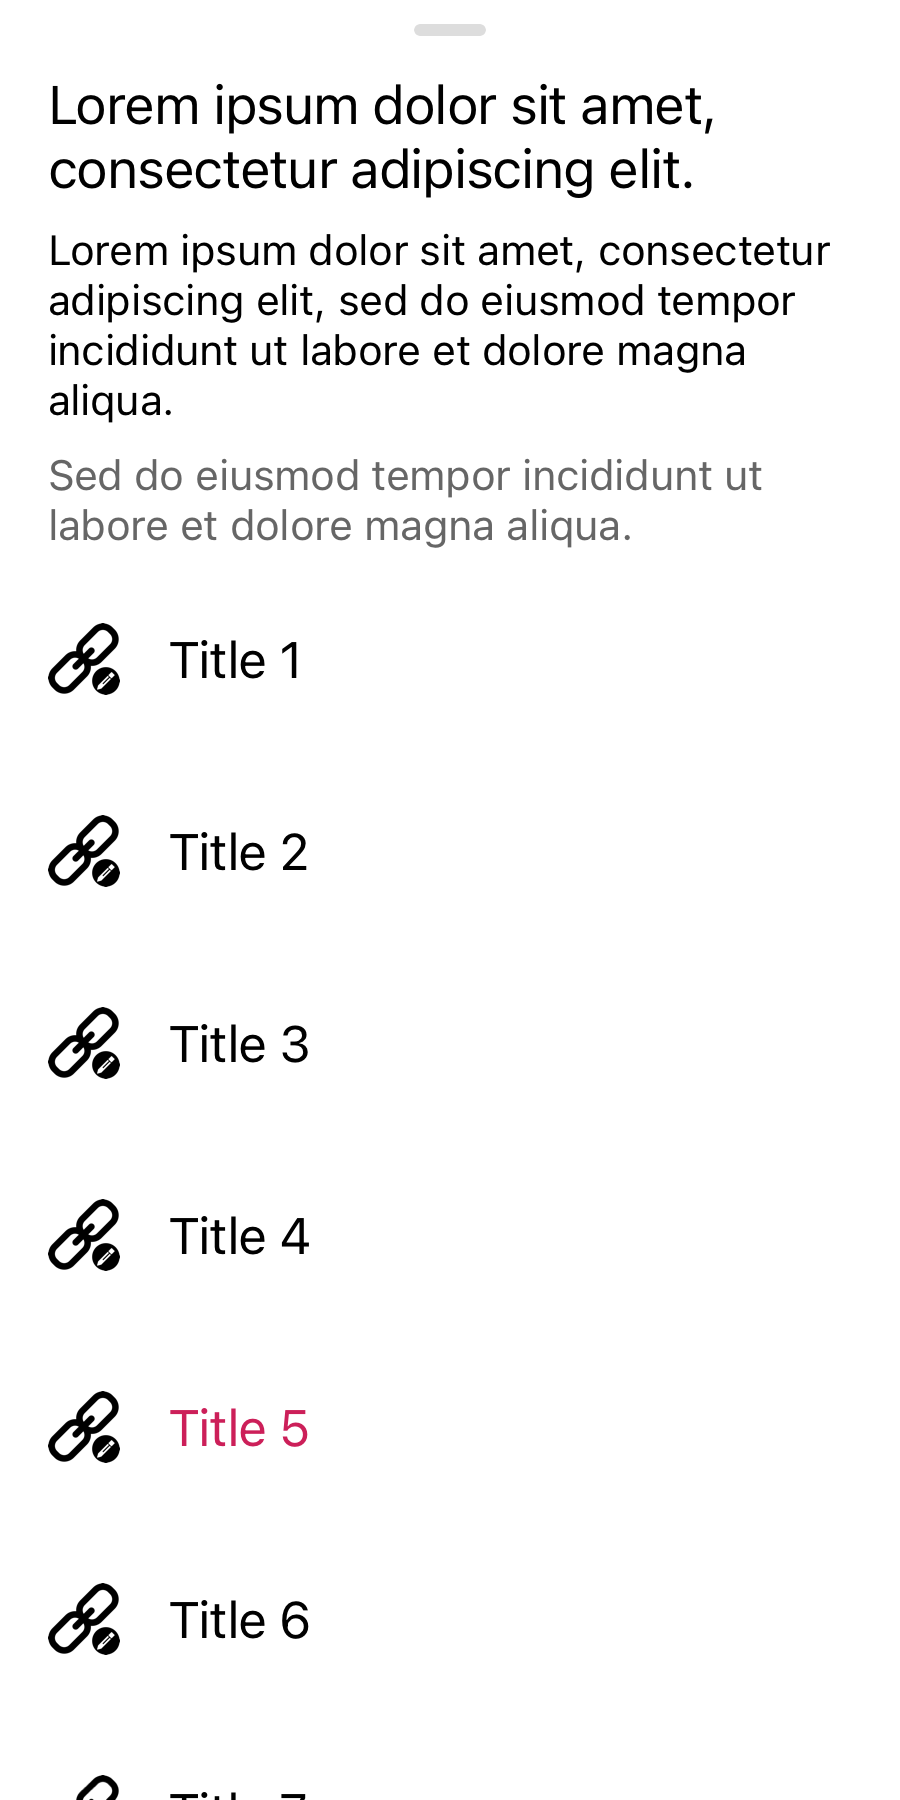 Lorem ipsum dolor sit amet,
consectetur adipiscing elit.
Lorem ipsum dolor sit amet, consectetur
adipiscing elit, sed do eiusmod tempor
incididunt ut labore et dolore magna
aliqua.
Sed do eiusmod tempor incididunt ut
labore et dolore magna aliqua.
Title 1
Title 2
Title 3
Title 4
Title 5
Title 6
Title 7